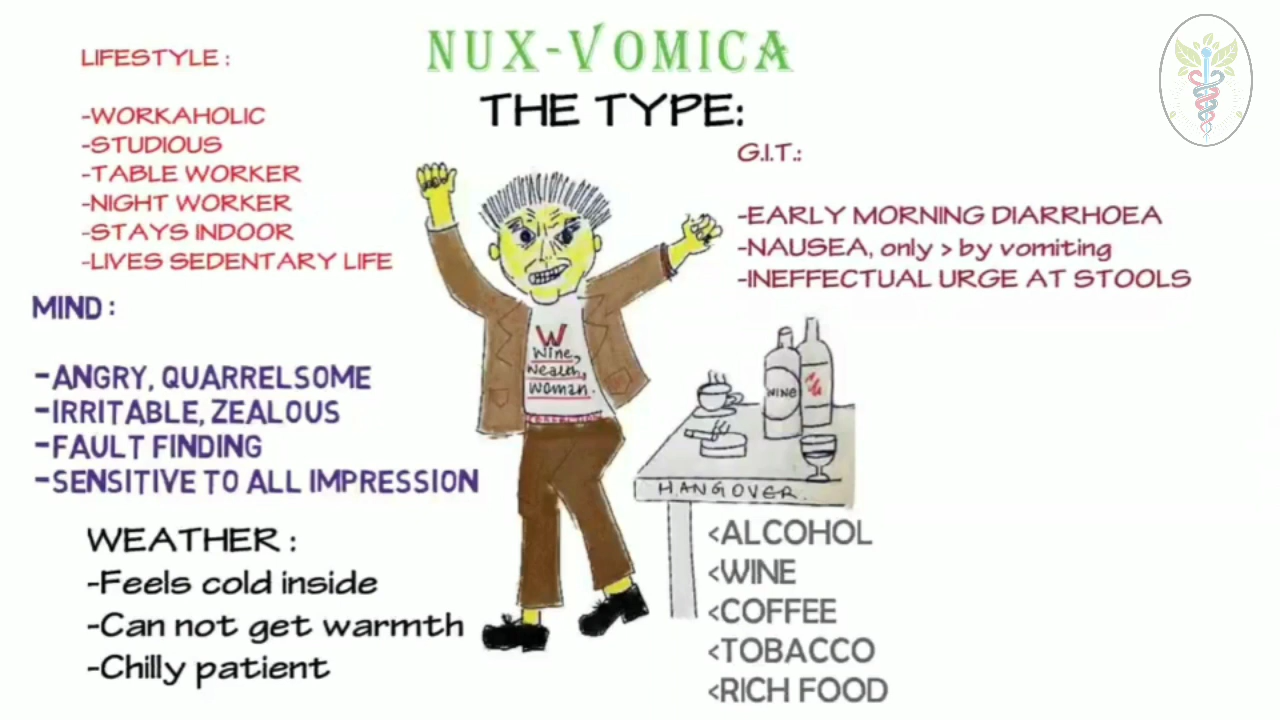 NUX-VOMICA
THE TYPE:
LIFESTYLE :
-WORKAHOLIC
-STUDIOUS
-TABLE WORKER
-NIGHT WORKER
-STAYS INDOOR
-LIVES SEDENTARY LIFE
MIND :
-ANGRY, QUARRELSOME
-IRRITABLE, ZEALOUS
-FAULT FINDING
-SENSITIVE TO ALL IMPRESSION
WEATHER :
-Feels cold inside
-Can not get warmth
-Chilly patient
W
Wine,
Wealth,
Woman.
G.I.T.:
-EARLY MORNING DIARRHOEA
-NAUSEA, only > by vomiting
-INEFFECTUAL URGE AT STOOLS
WINE
HANGOVER.
<ALCOHOL
<WINE
<COFFEE
<TOBACCO
<RICH FOOD